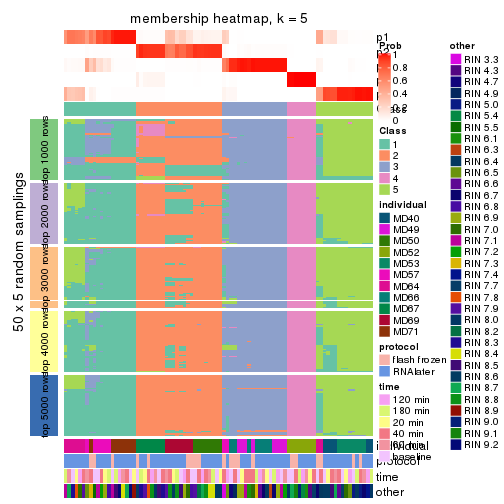 membership heatmap, k = 5
p1
Prob
1
0.8
0.6
0.4
0.2
0
Class
1
2
3
4
5
individual
MD40
MD49
MD50
MD52
MD53
MD57
MD64
MD66
MD67
MD69
MD71
protocol
flash frozen
RNAlater
time
120 min
180 min
20 min
40 min
60 min
baseline
other
RIN 3.3
RIN 4.3
RIN 4.7
RIN 4.9
RIN 5.0
RIN 5.4
RIN 5.5
RIN 6.1
RIN 6.3
RIN 6.4
RIN 6.5
RIN 6.6
RIN 6.7
RIN 6.8
RIN 6.9
RIN 7.0
RIN 7.1
RIN 7.2
RIN 7.3
RIN 7.4
RIN 7.7
RIN 7.8
RIN 7.9
RIN 8.0
RIN 8.2
RIN 8.3
RIN 8.4
RIN 8.5
RIN 8.6
RIN 8.7
RIN 8.8
RIN 8.9
RIN 9.0
RIN 9.1
RIN 9.2
50 x 5 random samplings
top 1000 rows
top 2000 rows
top 3000 rows
top 4000 rows
top 5000 rows
individual
protocol
time
other